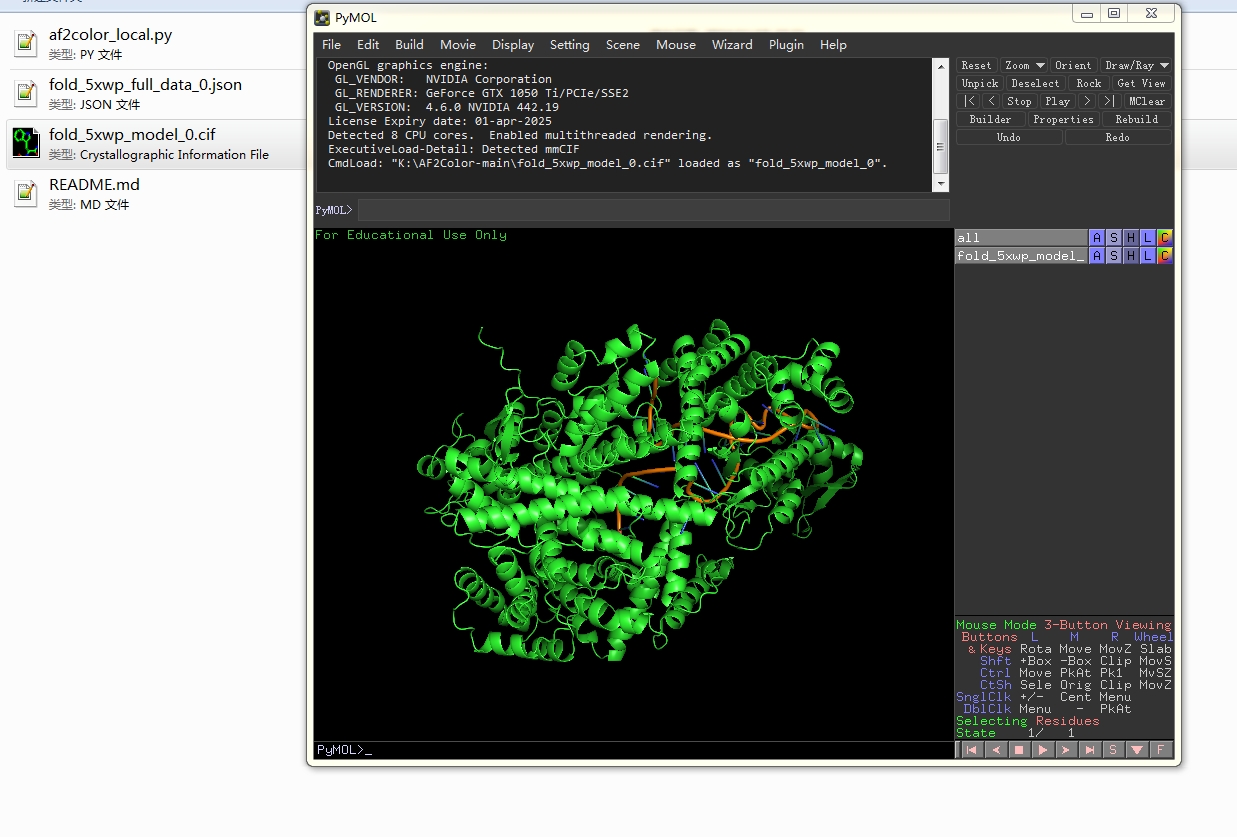 af2color_local.py
类型: PY 文件
fold_5xwp_full_data_0.json
类型: JSON 文件
fold_5xwp_model_0.cif
类型: Crystallographic Information File
README.md
类型: MD 文件
PyMOL
File Edit Build Movie Display Setting Scene Mouse Wizard Plugin Help
OpenGL graphics engine:
GL_VENDOR: NVIDIA Corporation
GL_RENDERER: GeForce GTX 1050 Ti/PCIe/SSE2
GL_VERSION: 4.6.0 NVIDIA 442.19
License Expiry date: 01-apr-2025
Detected 8 CPU cores. Enabled multithreaded rendering.
ExecutiveLoad-Detail: Detected mmCIF
CmdLoad: "K:\AF2Color-main\fold_5xwp_model_0.cif" loaded as "fold_5xwp_model_0".
PyMOL>
Reset Zoom Orient Draw/Ray
Unpick Deselect Rock Get View
|< < Stop Play > >| MClear
Builder Properties Rebuild
Undo Redo
For Educational Use Only
all A S H L C
fold_5xwp_model_ A S H L C
Mouse Mode 3-Button Viewing
Buttons L M R Wheel
& Keys Rota Move MovZ Slab
Shft +Box -Box Clip MovS
Ctrl Move PkAt Pk1 MvSZ
CtSh Sele Orig Clip MovZ
SnglClk +/- Cent Menu
DblClk Menu - PkAt
Selecting Residues
State 1/ 1
PyMOL>_
S F